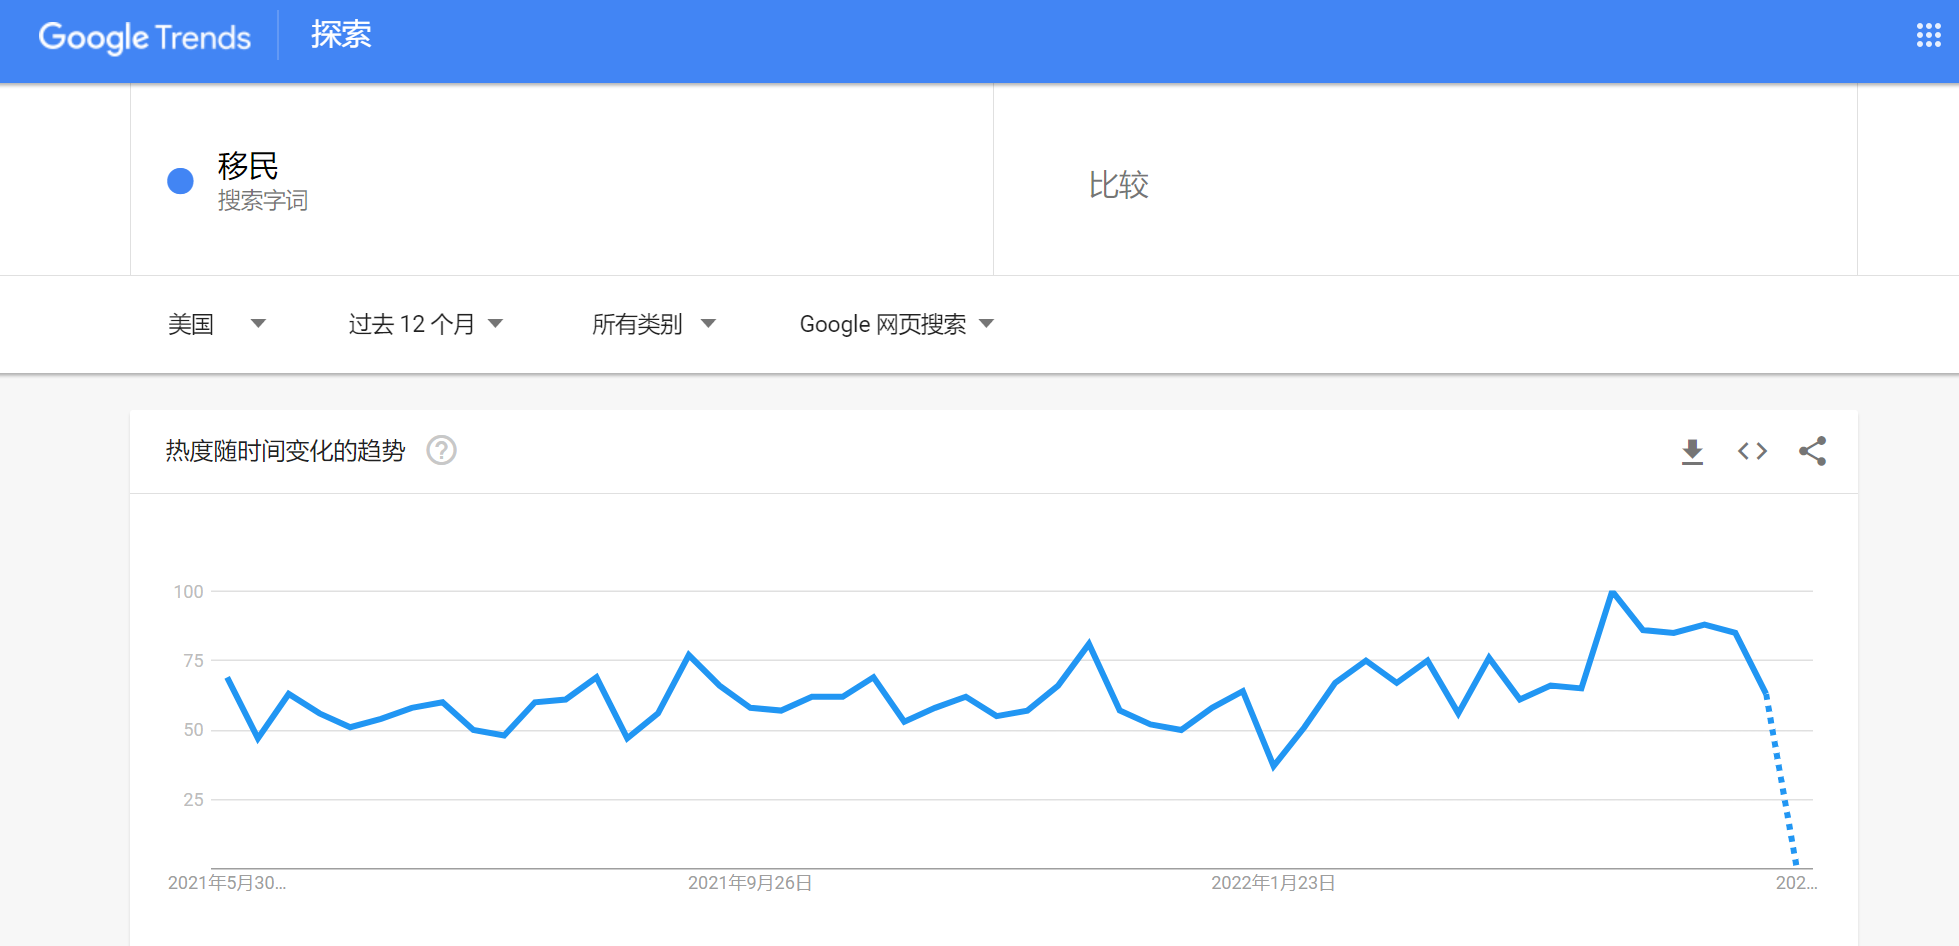 Google Trends 探索
移民
搜索字词
比较
美国 过去 12 个月 所有类别 Google 网页搜索
热度随时间变化的趋势 ?
100
75
50
25
2021年5月30... 2021年9月26日 2022年1月23日 202...